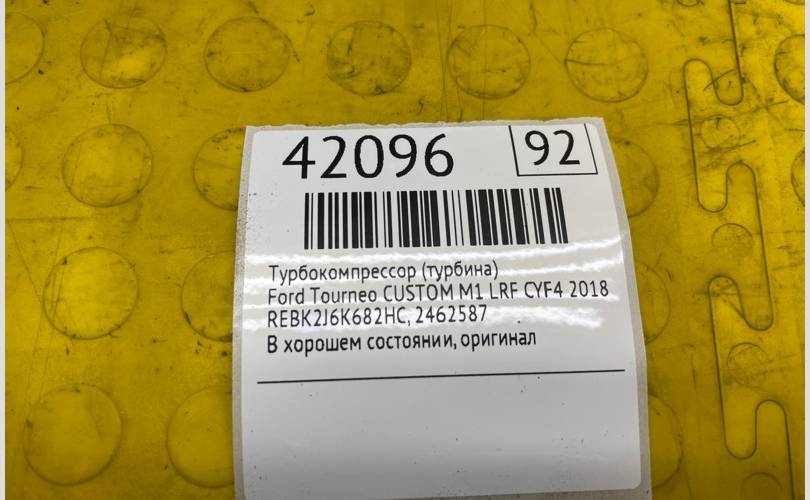 42096
92
Турбокомпрессор (турбина)
Ford Tourneo CUSTOM M1 LRF CYF4 2018
REBK2J6K682HC, 2462587
В хорошем состоянии, оригинал